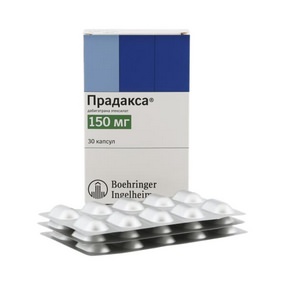 Прадакса®
дабигатрана этексилат
150 мг
30 капсул
Boehringer
Ingelheim